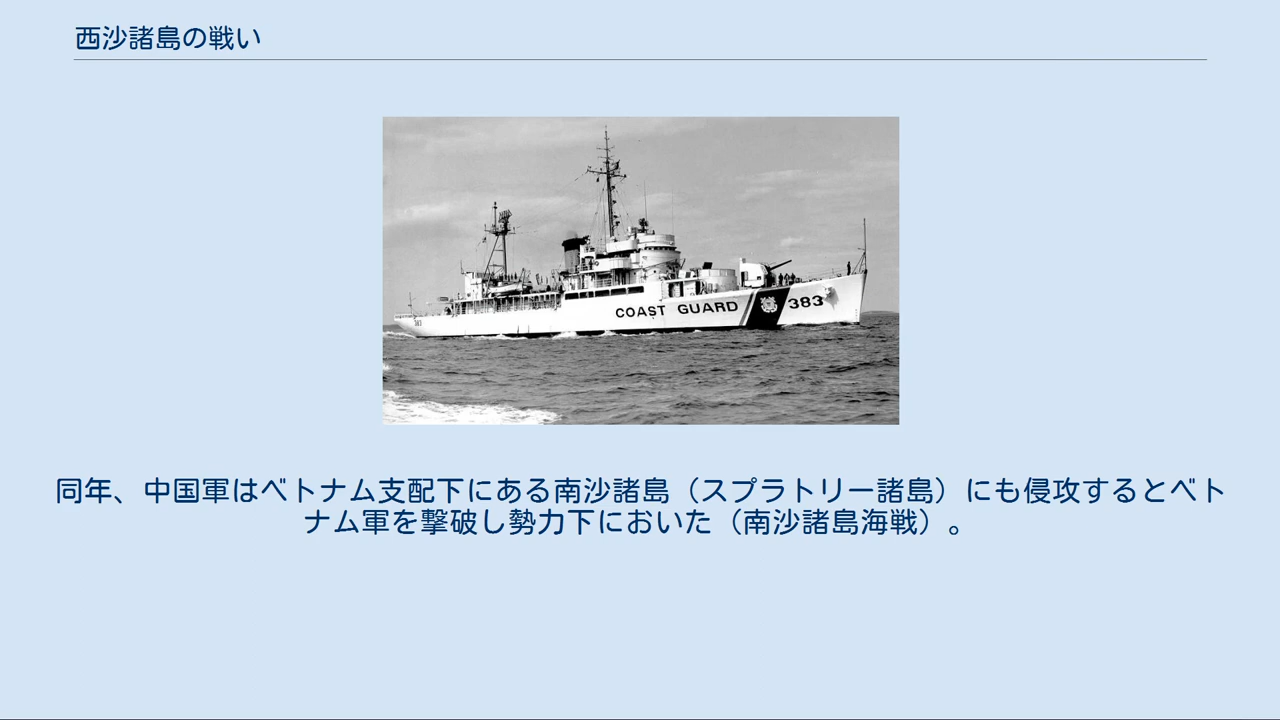 西沙諸島の戦い
COAST GUARD 383
383
同年、中国軍はベトナム支配下にある南沙諸島（スプラトリー諸島）にも侵攻するとベト
ナム軍を撃破し勢力下においた（南沙諸島海戦）。